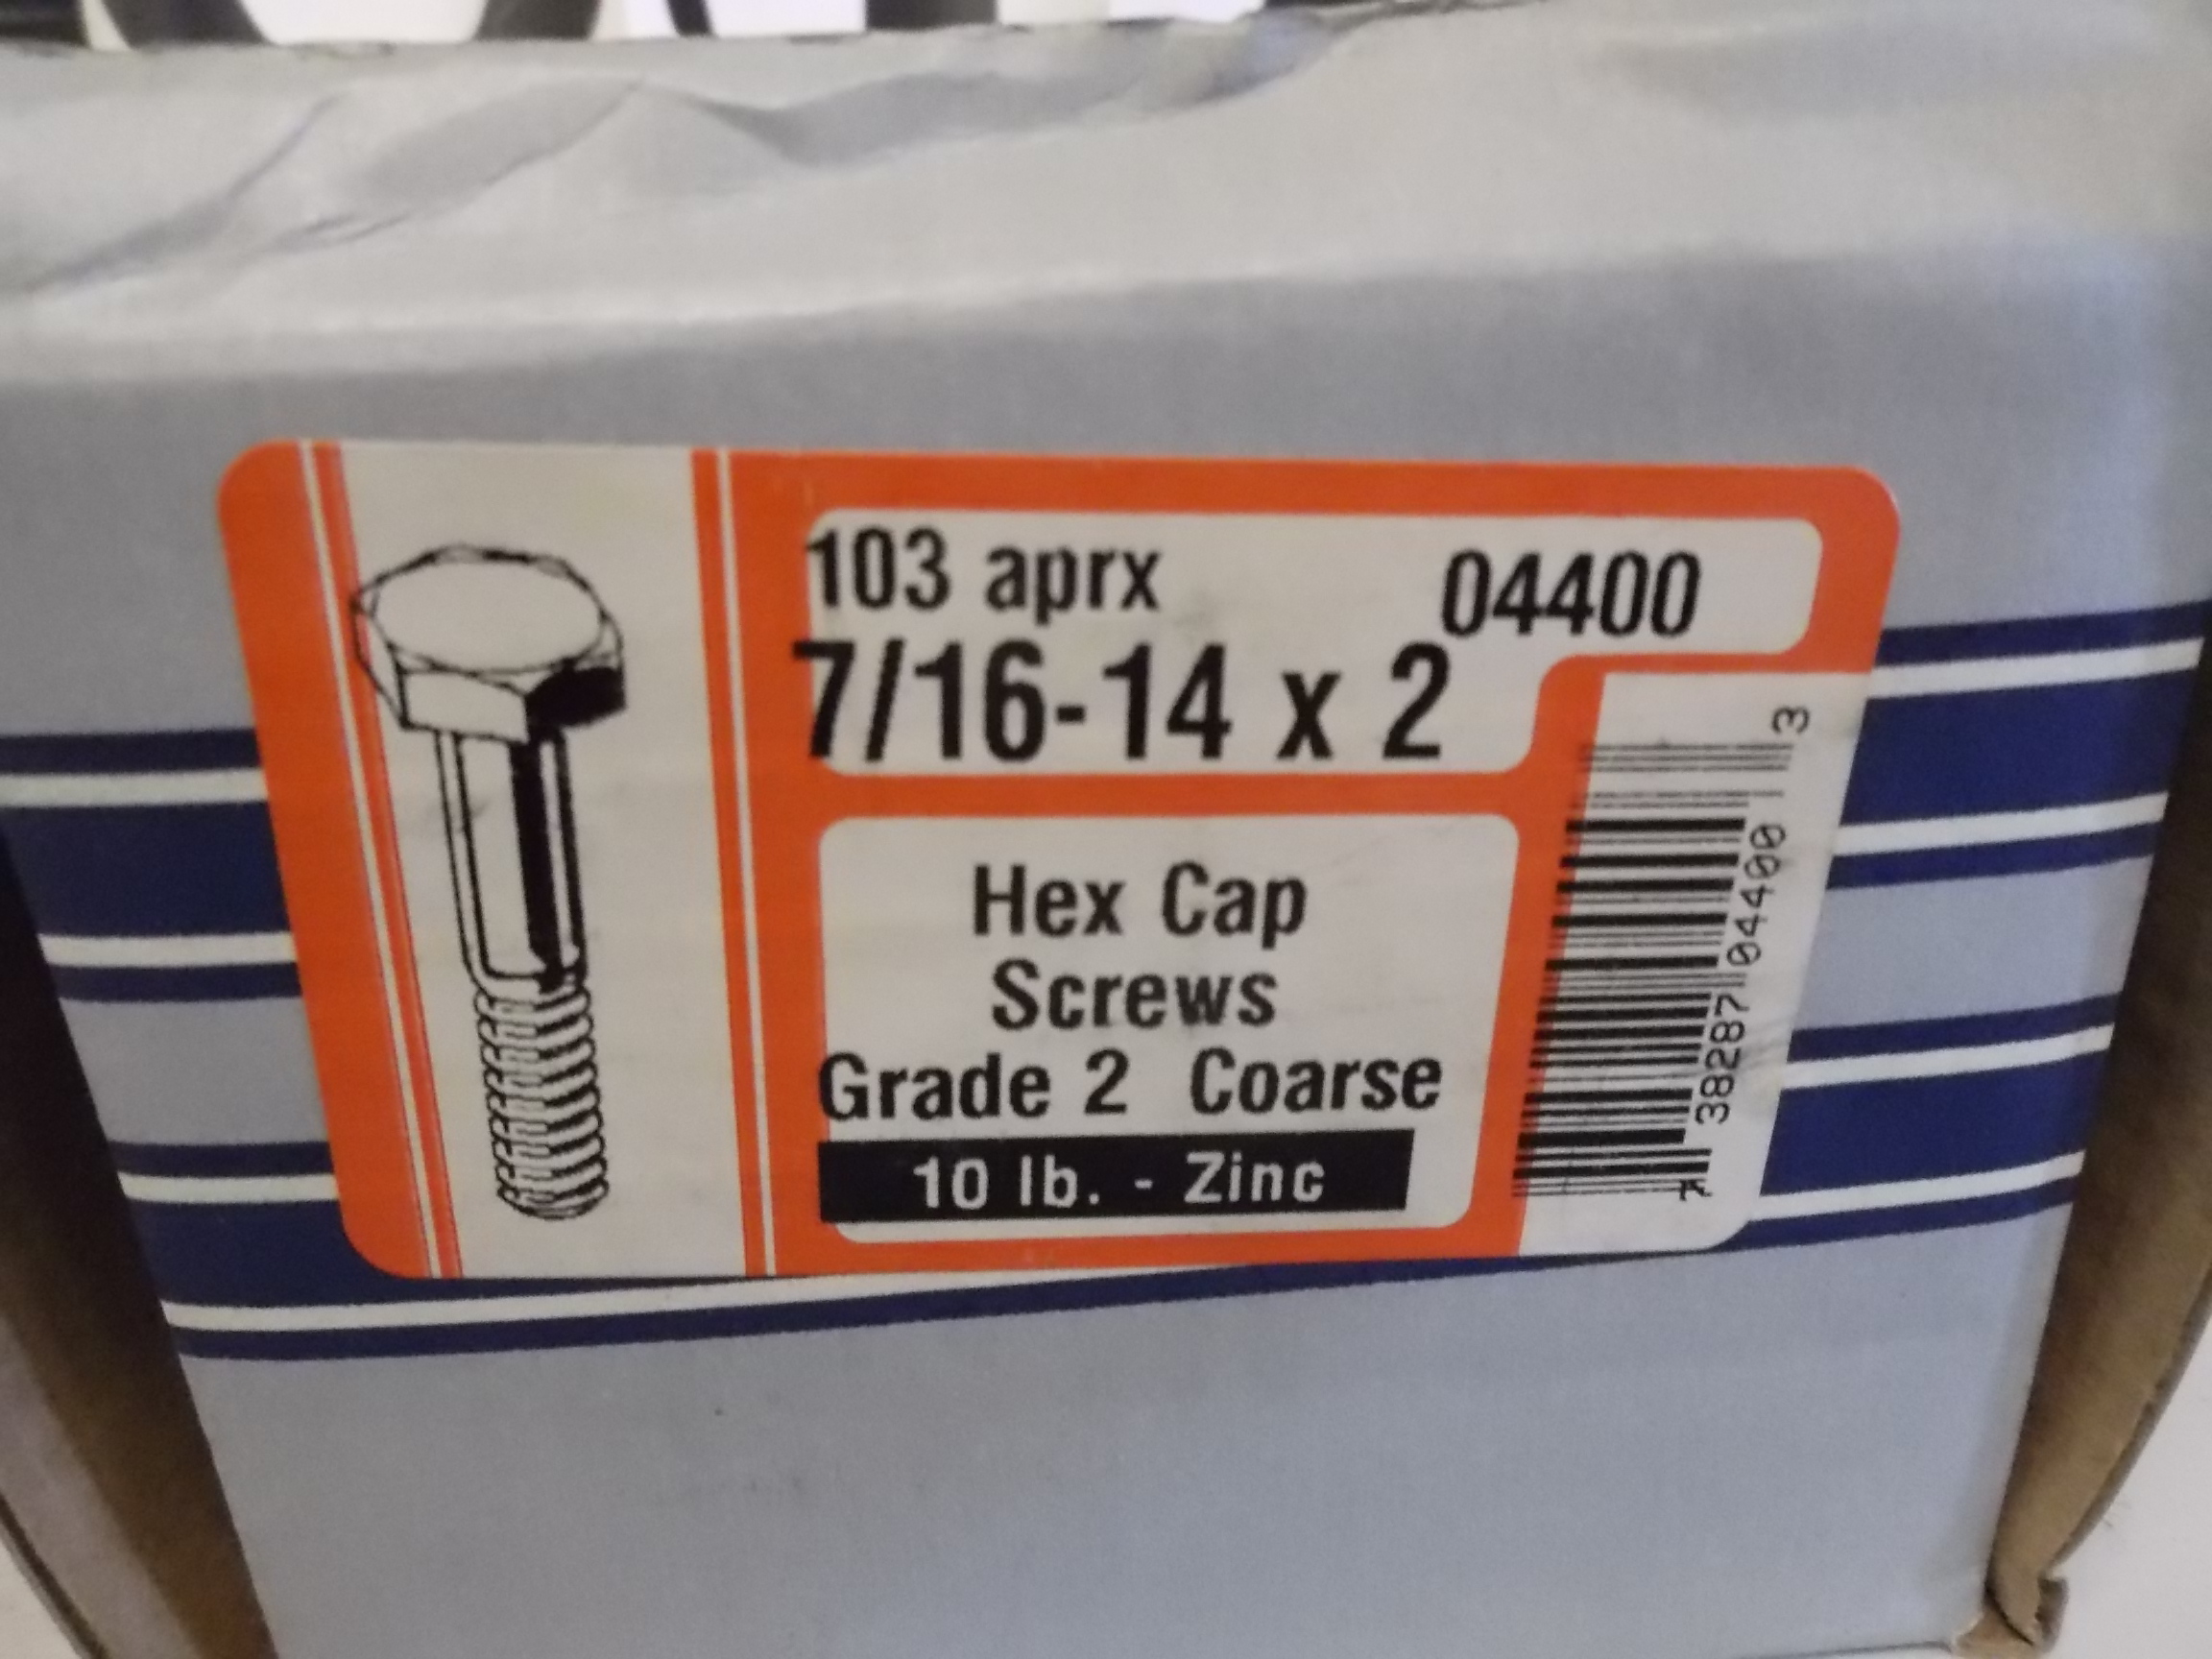 103 aprx 04400
7/16-14 x 2
Hex Cap
Screws
Grade 2 Coarse
10 lb. - Zinc
7 38287 04400 3